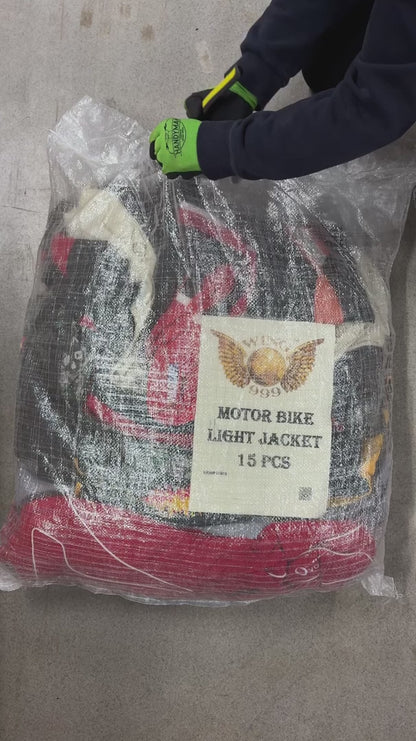 WINGS
999
MOTOR BIKE
LIGHT JACKET
15 PCS